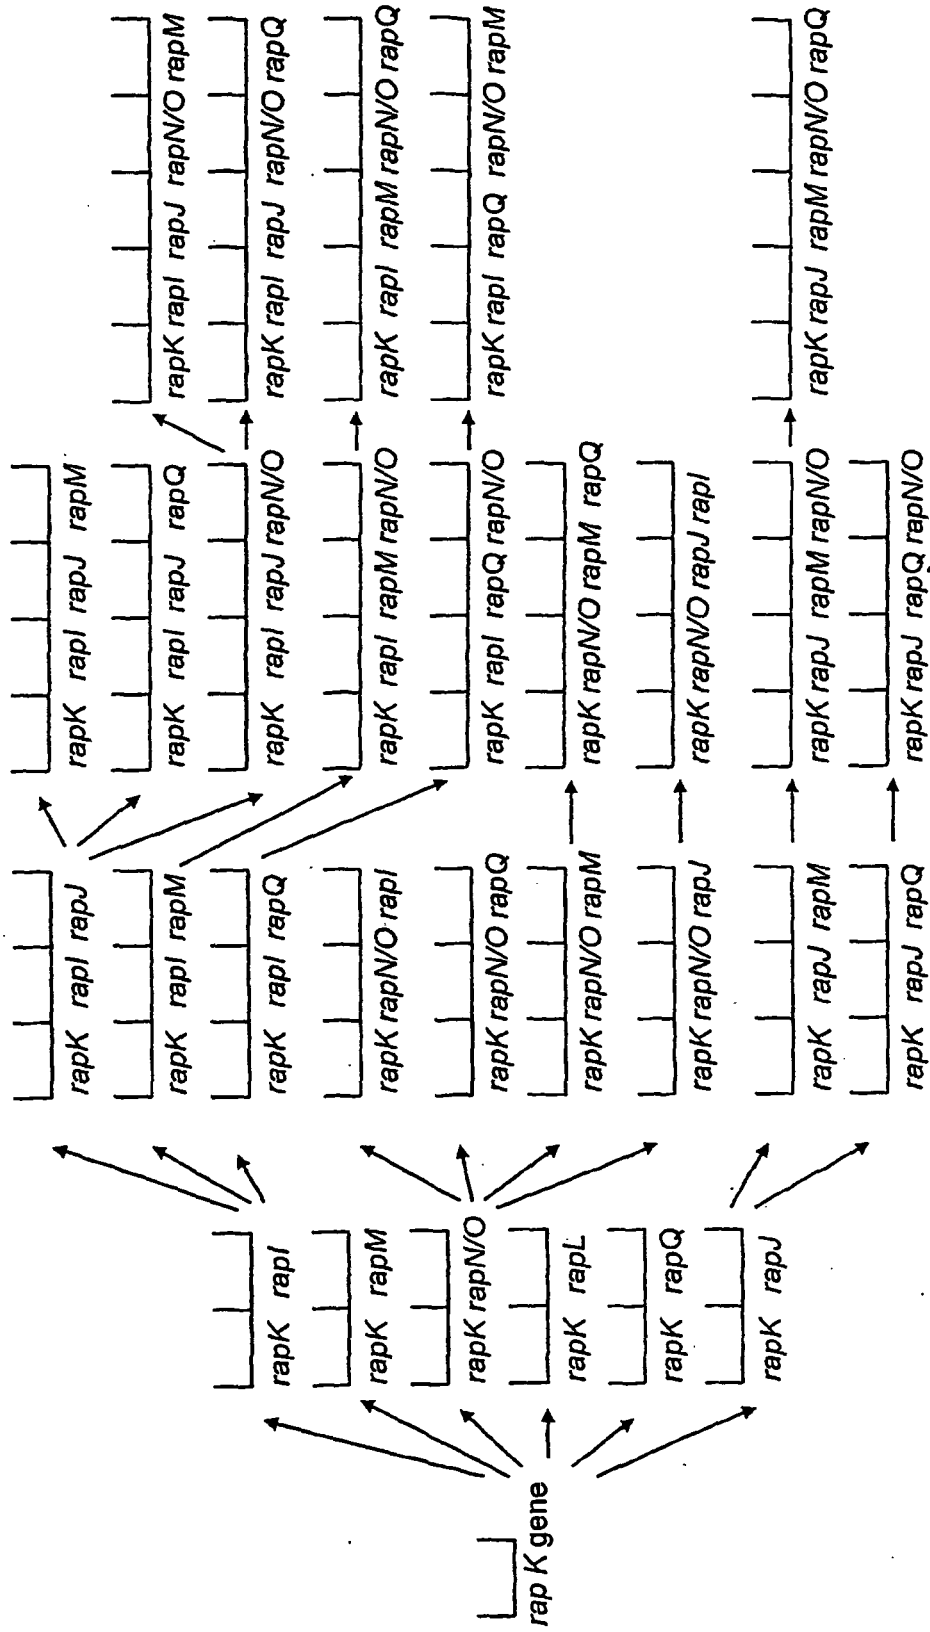 rap K gene
rapK rapI
rapK rapM
rapK rapN/O
rapK rapL
rapK rapQ
rapK rapJ
rapK rapI rapJ
rapK rapI rapM
rapK rapI rapQ
rapK rapN/O rapI
rapK rapN/O rapQ
rapK rapN/O rapM
rapK rapN/O rapJ
rapK rapJ rapM
rapK rapJ rapQ
rapK rapI rapJ rapM
rapK rapI rapJ rapQ
rapK rapI rapJ rapN/O
rapK rapI rapM rapN/O
rapK rapI rapQ rapN/O
rapK rapN/O rapM rapQ
rapK rapN/O rapJ rapI
rapK rapJ rapM rapN/O
rapK rapJ rapQ rapN/O
rapK rapI rapJ rapN/O rapM
rapK rapI rapJ rapN/O rapQ
rapK rapI rapM rapN/O rapQ
rapK rapI rapQ rapN/O rapM
rapK rapJ rapM rapN/O rapQ